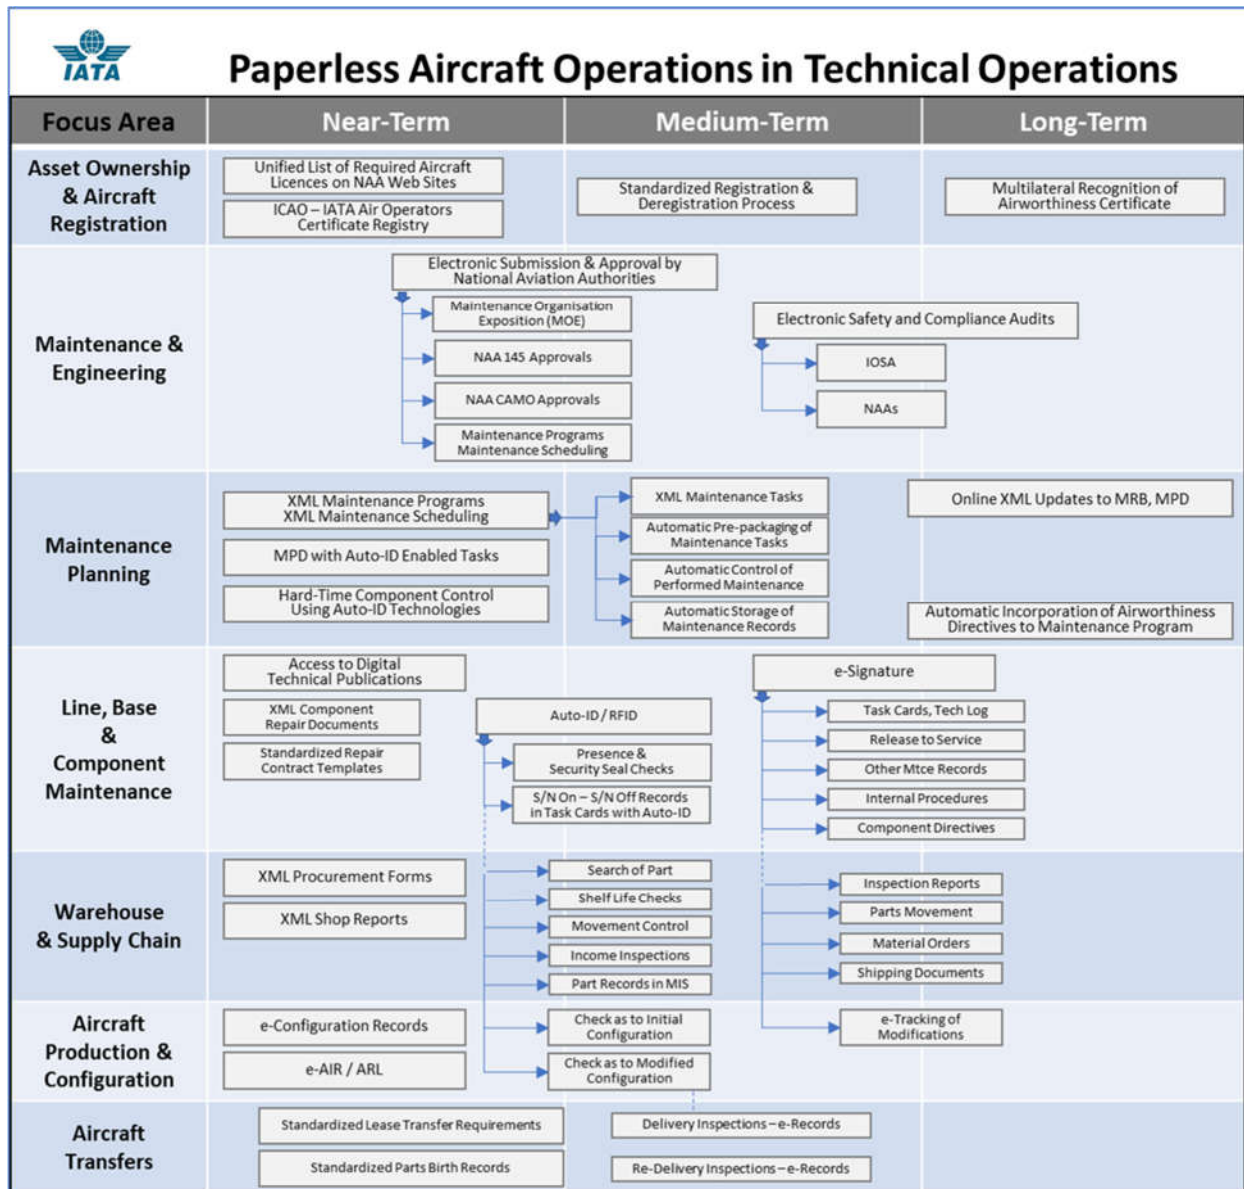 IATA
Paperless Aircraft Operations in Technical Operations
Focus Area
Near-Term
Medium-Term
Long-Term
Asset Ownership
& Aircraft
Registration
Unified List of Required Aircraft
Licences on NAA Web Sites
ICAO – IATA Air Operators
Certificate Registry
Standardized Registration &
Deregistration Process
Multilateral Recognition of
Airworthiness Certificate
Maintenance &
Engineering
Electronic Submission & Approval by
National Aviation Authorities
Maintenance Organisation
Exposition (MOE)
NAA 145 Approvals
NAA CAMO Approvals
Maintenance Programs
Maintenance Scheduling
Electronic Safety and Compliance Audits
IOSA
NAAs
Maintenance
Planning
XML Maintenance Programs
XML Maintenance Scheduling
MPD with Auto-ID Enabled Tasks
Hard-Time Component Control
Using Auto-ID Technologies
XML Maintenance Tasks
Automatic Pre-packaging of
Maintenance Tasks
Automatic Control of
Performed Maintenance
Automatic Storage of
Maintenance Records
Online XML Updates to MRB, MPD
Automatic Incorporation of Airworthiness
Directives to Maintenance Program
Line, Base
&
Component
Maintenance
Access to Digital
Technical Publications
XML Component
Repair Documents
Standardized Repair
Contract Templates
Auto-ID / RFID
Presence &
Security Seal Checks
S/N On – S/N Off Records
in Task Cards with Auto-ID
e-Signature
Task Cards, Tech Log
Release to Service
Other Mtce Records
Internal Procedures
Component Directives
Warehouse
& Supply Chain
XML Procurement Forms
XML Shop Reports
Search of Part
Shelf Life Checks
Movement Control
Income Inspections
Part Records in MIS
Inspection Reports
Parts Movement
Material Orders
Shipping Documents
Aircraft
Production &
Configuration
e-Configuration Records
e-AIR / ARL
Check as to Initial
Configuration
Check as to Modified
Configuration
e-Tracking of
Modifications
Aircraft
Transfers
Standardized Lease Transfer Requirements
Standardized Parts Birth Records
Delivery Inspections – e-Records
Re-Delivery Inspections – e-Records